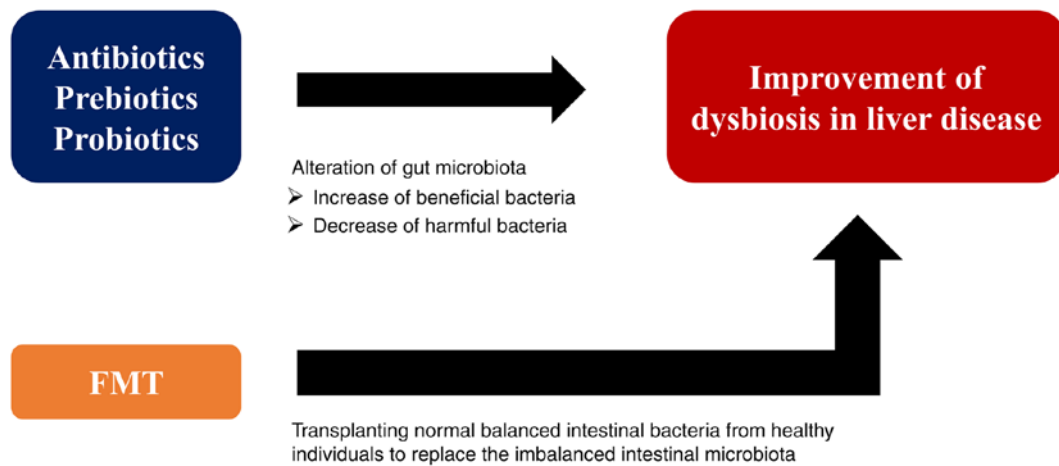 Antibiotics
Prebiotics
Probiotics
Improvement of
dysbiosis in liver disease
Alteration of gut microbiota
➢ Increase of beneficial bacteria
➢ Decrease of harmful bacteria
FMT
Transplanting normal balanced intestinal bacteria from healthy
individuals to replace the imbalanced intestinal microbiota